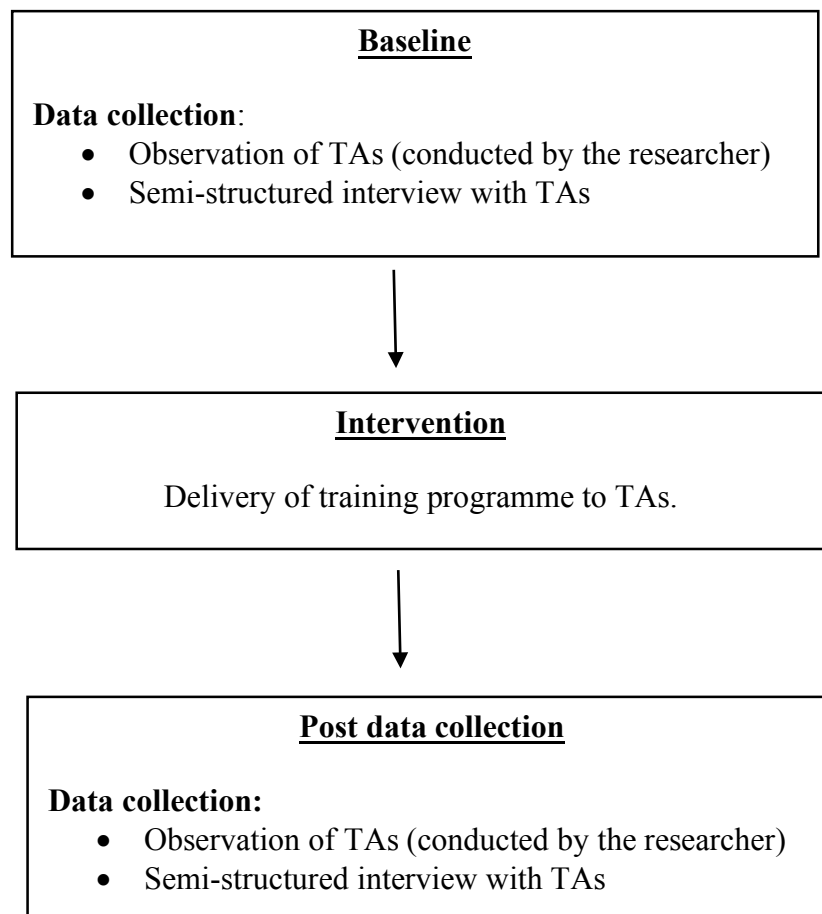 Baseline
Data collection:
• Observation of TAs (conducted by the researcher)
• Semi-structured interview with TAs
Intervention
Delivery of training programme to TAs.
Post data collection
Data collection:
• Observation of TAs (conducted by the researcher)
• Semi-structured interview with TAs